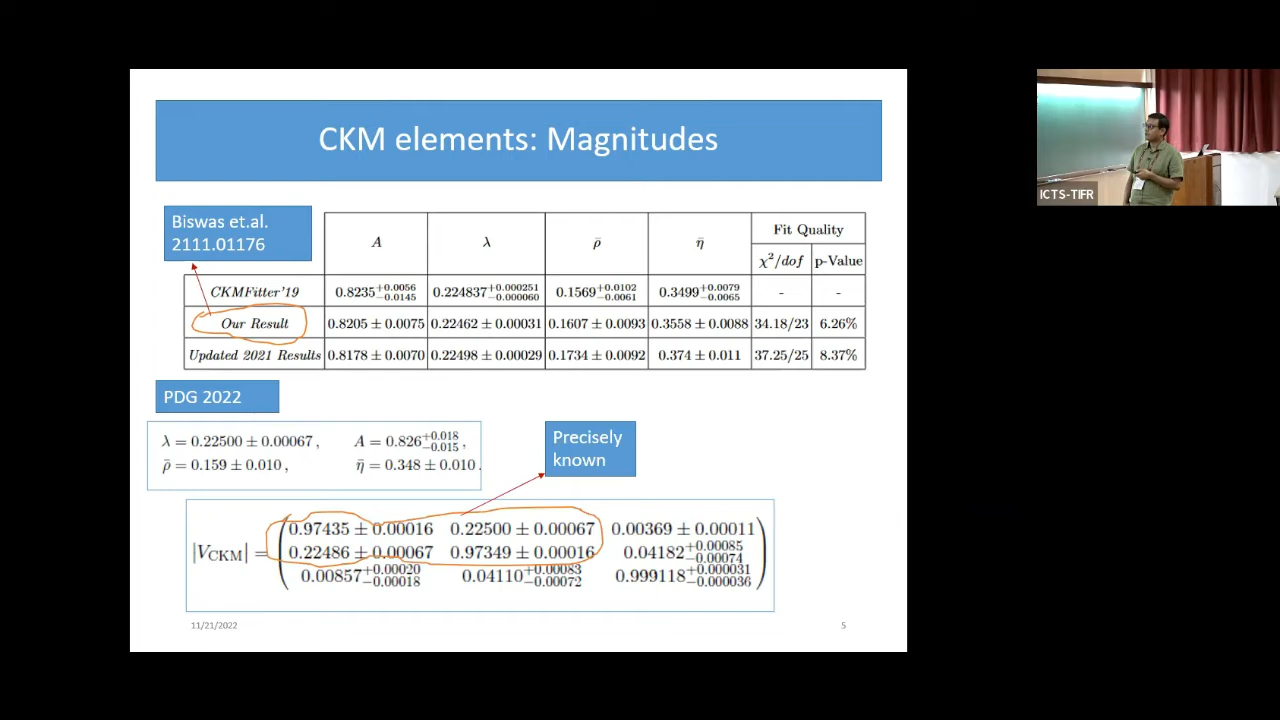 CKM elements: Magnitudes
Biswas et.al.
2111.01176
A λ ρ̄ η̄ Fit Quality
χ²/dof p-Value
CKMFitter'19 0.8235+0.0056−0.0145 0.224837+0.000251−0.000060 0.1569+0.0102−0.0061 0.3499+0.0079−0.0065 - -
Our Result 0.8205 ± 0.0075 0.22462 ± 0.00031 0.1607 ± 0.0093 0.3558 ± 0.0088 34.18/23 6.26%
Updated 2021 Results 0.8178 ± 0.0070 0.22498 ± 0.00029 0.1734 ± 0.0092 0.374 ± 0.011 37.25/25 8.37%
PDG 2022
λ = 0.22500 ± 0.00067 , A = 0.826+0.018−0.015 ,
ρ̄ = 0.159 ± 0.010 , η̄ = 0.348 ± 0.010 .
Precisely
known
0.97435 ± 0.00016 0.22500 ± 0.00067 0.00369 ± 0.00011
|VCKM| = 0.22486 ± 0.00067 0.97349 ± 0.00016 0.04182+0.00085−0.00074
0.00857+0.00020−0.00018 0.04110+0.00083−0.00072 0.999118+0.000031−0.000036
11/21/2022
5
ICTS-TIFR